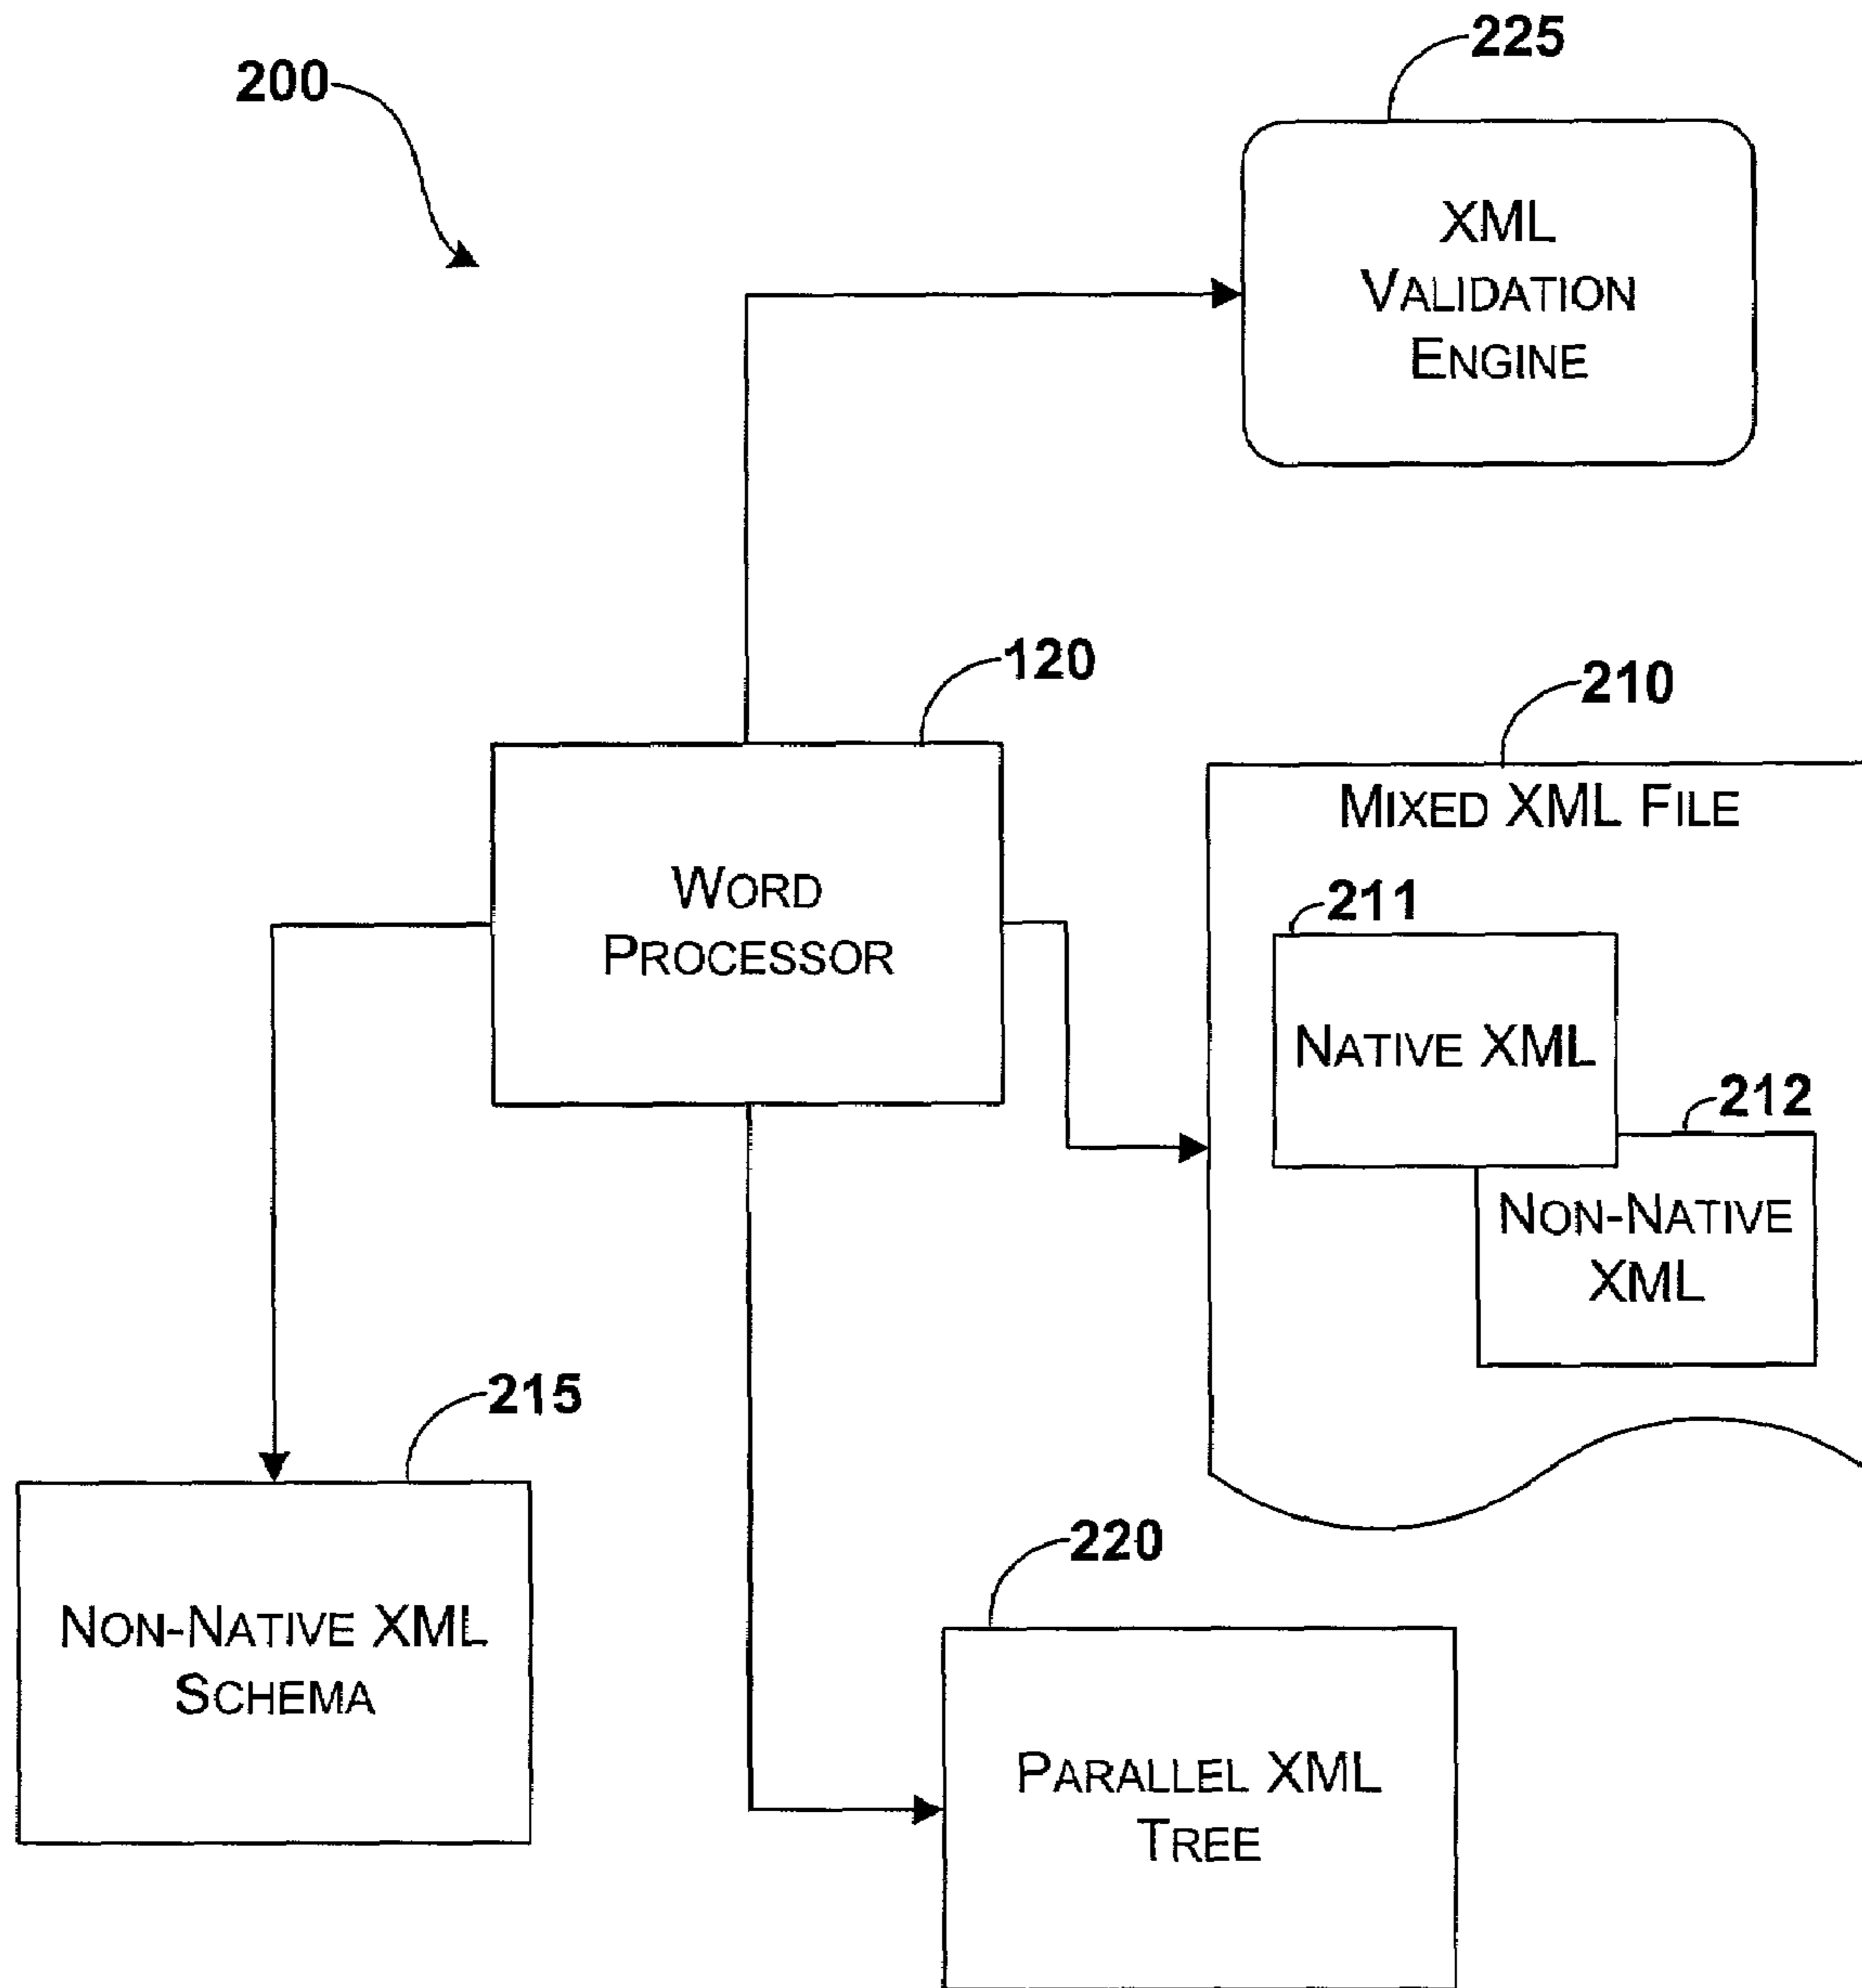 225
200
XML
VALIDATION
ENGINE
120
210
MIXED XML FILE
WORD
PROCESSOR
211
NATIVE XML
212
NON-NATIVE
XML
215
220
NON-NATIVE XML
SCHEMA
PARALLEL XML
TREE